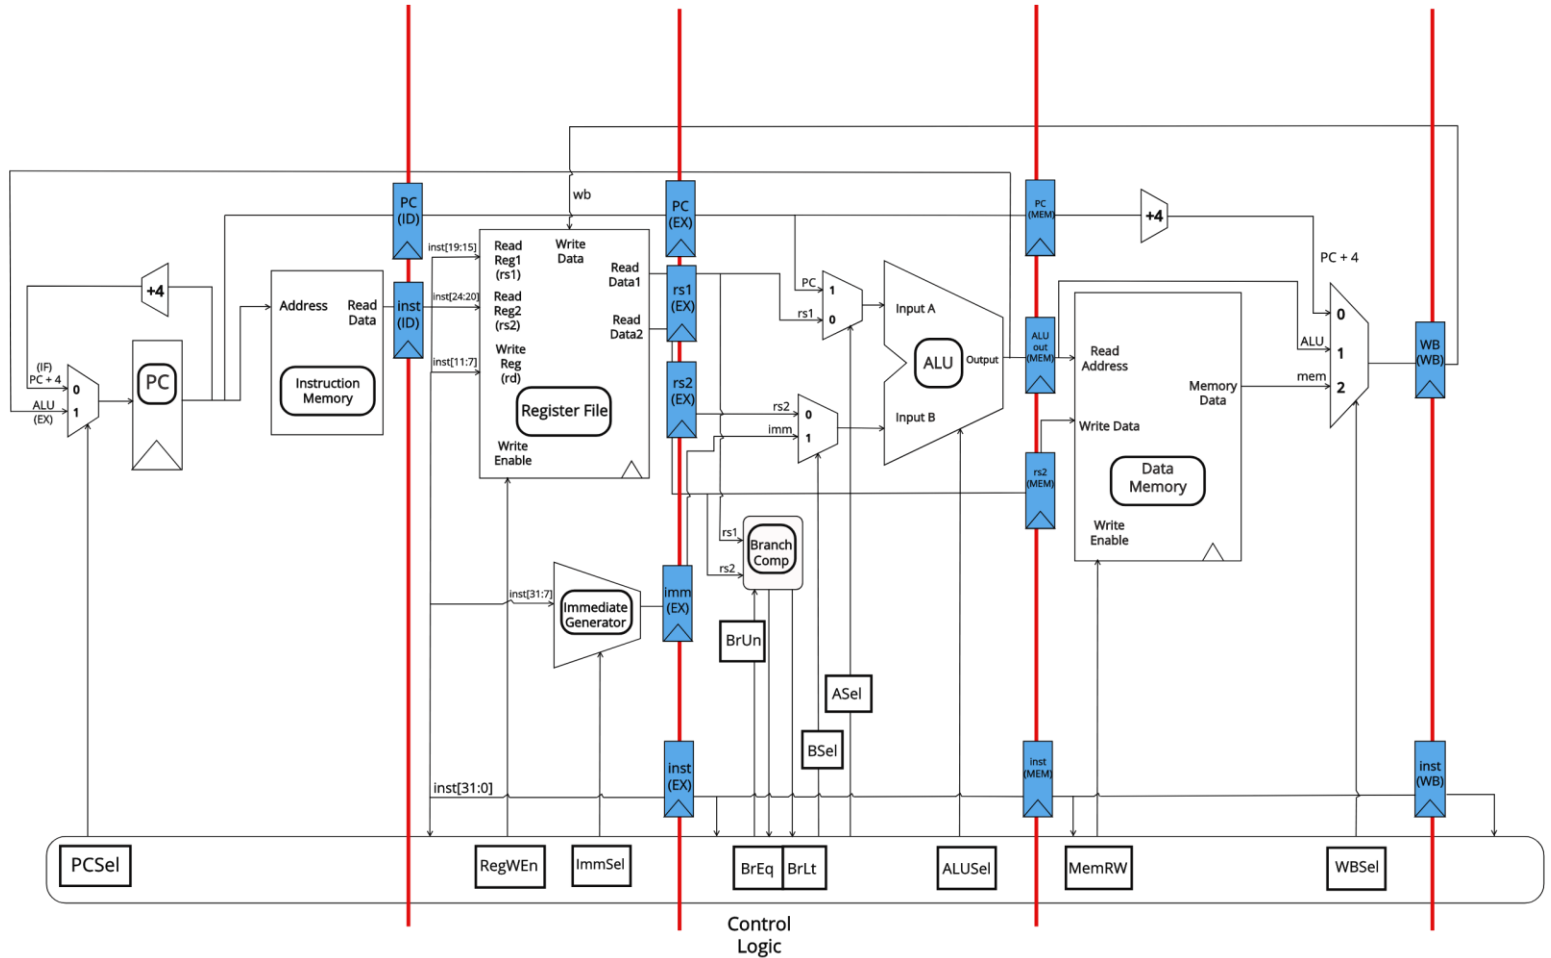 wb
PC
(ID)
PC
(EX)
PC
(MEM)
+4
inst[19:15]
Read
Reg1
(rs1)
Write
Data
Read
Data1
PC + 4
+4
Address
Read
Data
inst
(ID)
inst[24:20]
Read
Reg2
(rs2)
Read
Data2
rs1
(EX)
PC
1
rs1
0
Input A
ALU
Output
Input B
ALU
out
(MEM)
Read
Address
Memory
Data
0
ALU
1
mem
2
WB
(WB)
(IF)
PC + 4
0
ALU
1
(EX)
PC
Instruction
Memory
inst[11:7]
Write
Reg
(rd)
Register File
Write
Enable
rs2
(EX)
rs2
0
imm
1
Write Data
rs2
(MEM)
Data
Memory
Write
Enable
rs1
rs2
Branch
Comp
inst[31:7]
Immediate
Generator
imm
(EX)
BrUn
ASel
BSel
inst[31:0]
inst
(EX)
inst
(MEM)
inst
(WB)
PCSel
RegWEn
ImmSel
BrEq
BrLt
ALUSel
MemRW
WBSel
Control
Logic